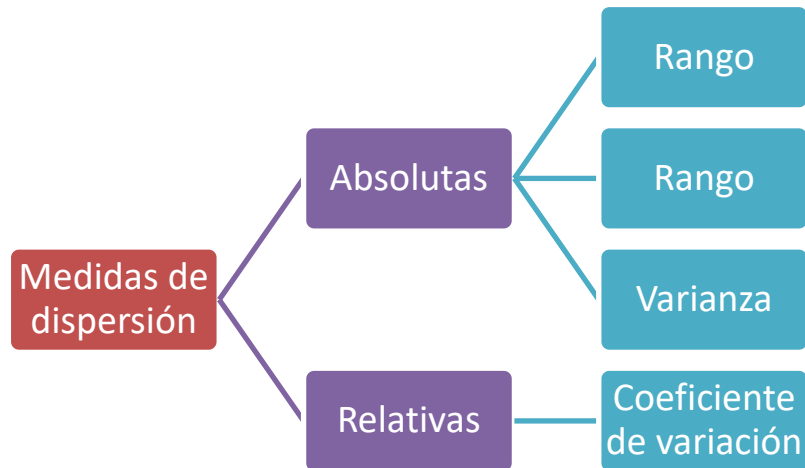 Rango
Absolutas
Rango
Medidas de
dispersión
Varianza
Relativas
Coeficiente
de variación